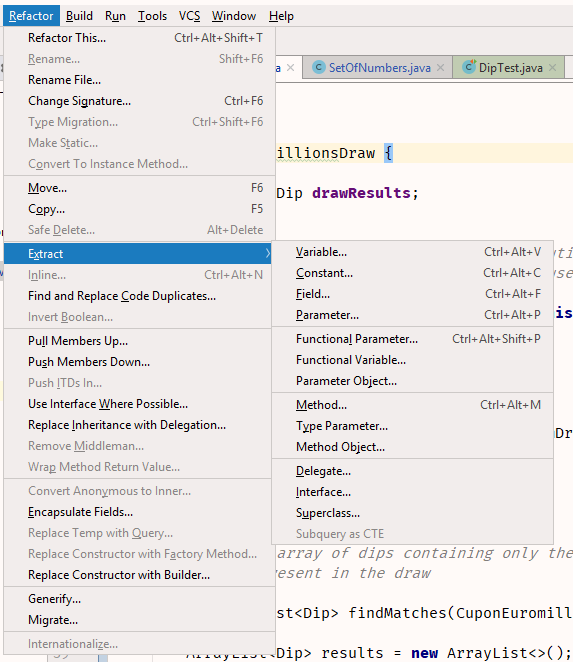 Refactor Build Run Tools VCS Window Help
Refactor This... Ctrl+Alt+Shift+T
Rename... Shift+F6
Rename File...
Change Signature... Ctrl+F6
Type Migration... Ctrl+Shift+F6
Make Static...
Convert To Instance Method...
Move... F6
Copy... F5
Safe Delete... Alt+Delete
Extract
Inline... Ctrl+Alt+N
Find and Replace Code Duplicates...
Invert Boolean...
Pull Members Up...
Push Members Down...
Push ITDs In...
Use Interface Where Possible...
Replace Inheritance with Delegation...
Remove Middleman...
Wrap Method Return Value...
Convert Anonymous to Inner...
Encapsulate Fields...
Replace Temp with Query...
Replace Constructor with Factory Method...
Replace Constructor with Builder...
Generify...
Migrate...
Internationalize...
Variable... Ctrl+Alt+V
Constant... Ctrl+Alt+C
Field... Ctrl+Alt+F
Parameter... Ctrl+Alt+P
Functional Parameter... Ctrl+Alt+Shift+P
Functional Variable...
Parameter Object...
Method... Ctrl+Alt+M
Type Parameter...
Method Object...
Delegate...
Interface...
Superclass...
Subquery as CTE
a SetOfNumbers.java DipTest.java
illionsDraw {
Dip drawResults;
uti
use
is
Dr
array of dips containing only the
esent in the draw
st<Dip> findMatches(CuponEuromill
ArrayList<Dip> results = new ArrayList<>();